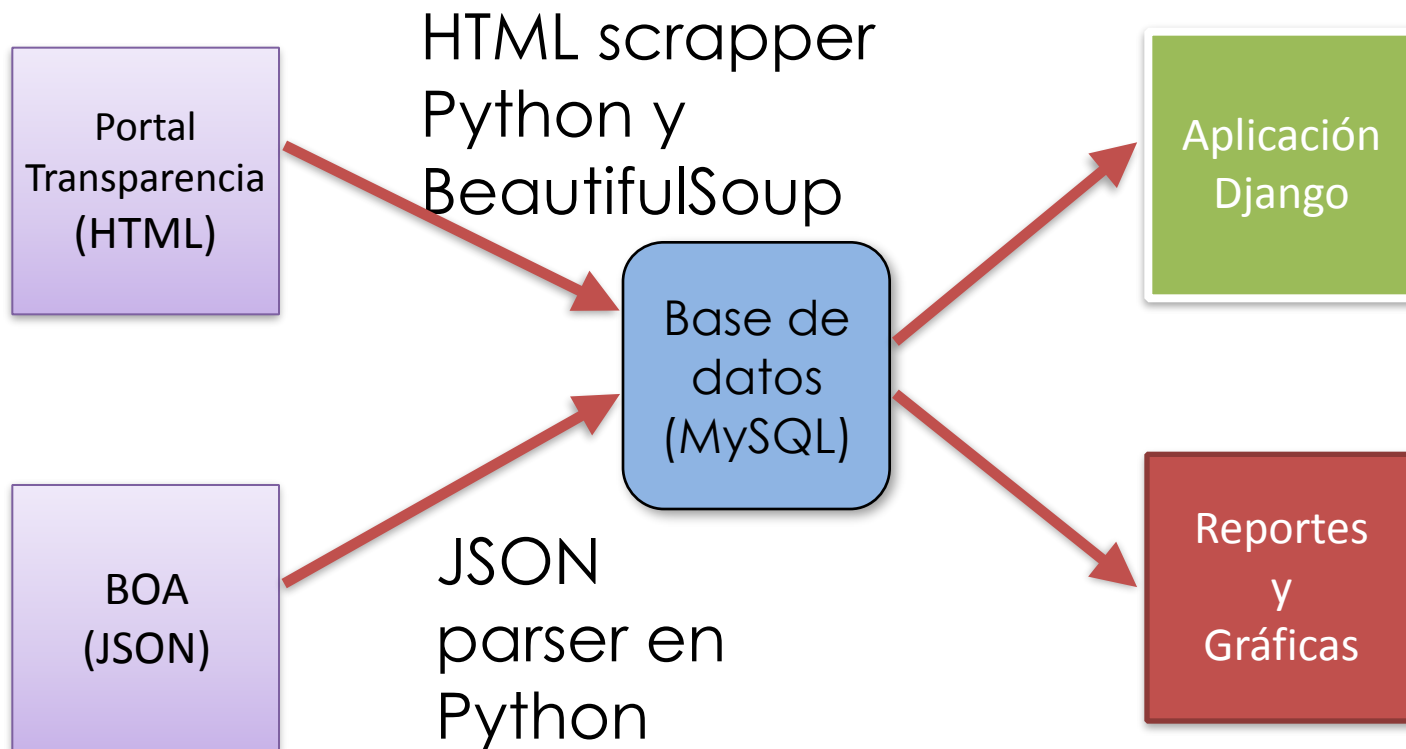 Portal
Transparencia
(HTML)
HTML scrapper
Python y
BeautifulSoup
Aplicación
Django
Base de
datos
(MySQL)
BOA
(JSON)
JSON
parser en
Python
Reportes
y
Gráficas